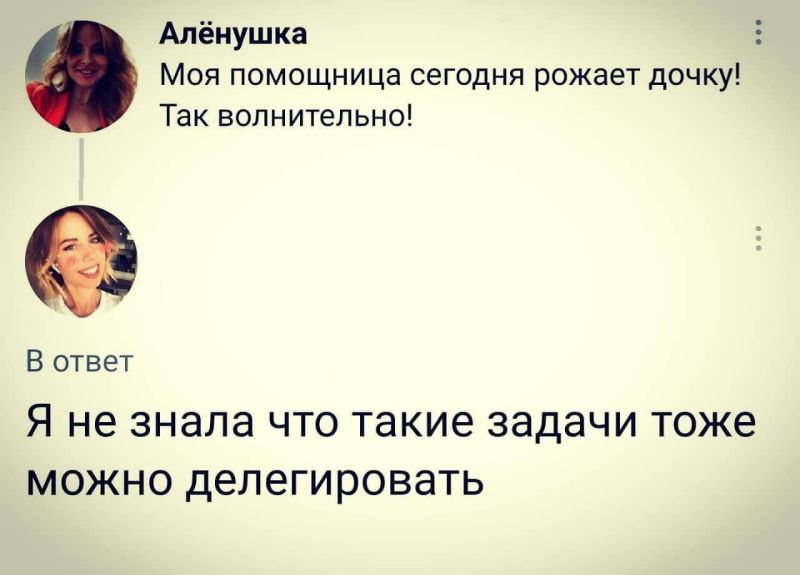 Алёнушка
Моя помощница сегодня рожает дочку!
Так волнительно!
В ответ
Я не знала что такие задачи тоже
можно делегировать